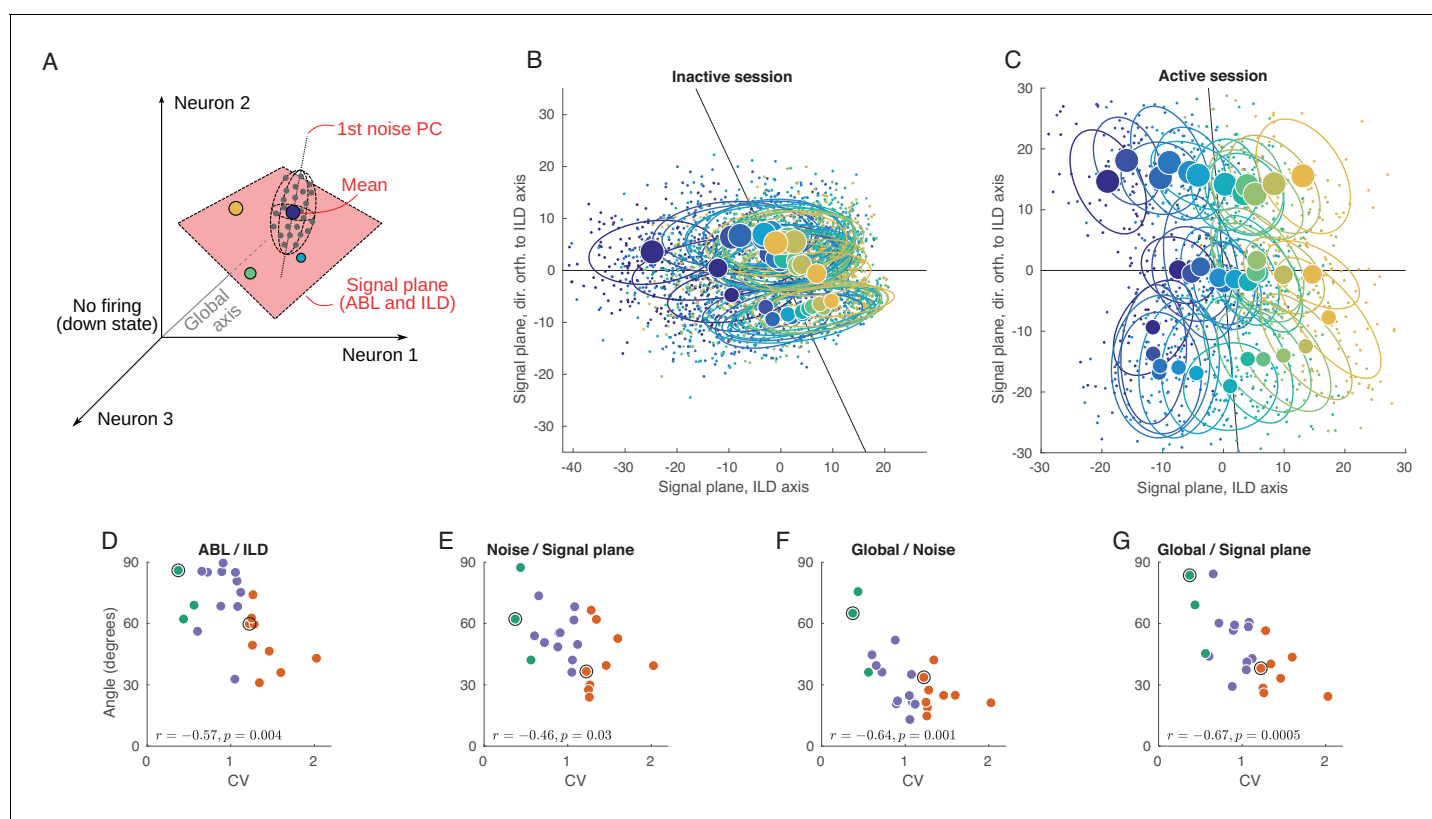 A
Neuron 2
1st noise PC
Mean
Signal plane
(ABL and ILD)
No firing
(down state)
Global
axis
Neuron 1
Neuron 3
B
Inactive session
Signal plane, dir. orth. to ILD axis
30
20
10
0
-10
-20
-30
-40 -30 -20 -10 0 10 20
Signal plane, ILD axis
C
Active session
Signal plane, dir. orth. to ILD axis
30
20
10
0
-10
-20
-30
-30 -20 -10 0 10 20 30
Signal plane, ILD axis
D
ABL / ILD
Angle (degrees)
90
60
30
0
r = −0.57, p = 0.004
0 1 2
CV
E
Noise / Signal plane
90
60
30
0
r = −0.46, p = 0.03
0 1 2
CV
F
Global / Noise
90
60
30
0
r = −0.64, p = 0.001
0 1 2
CV
G
Global / Signal plane
90
60
30
0
r = −0.67, p = 0.0005
0 1 2
CV